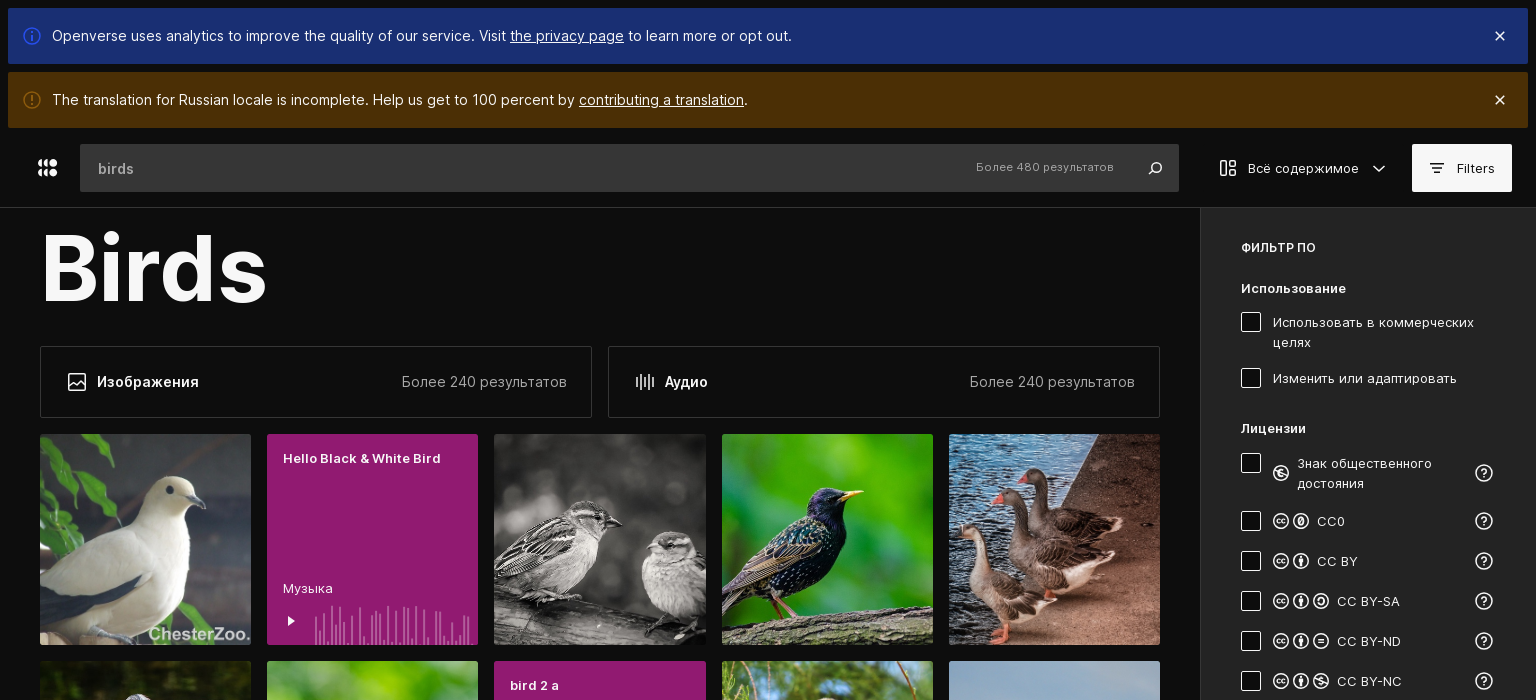 Openverse uses analytics to improve the quality of our service. Visit the privacy page to learn more or opt out.
The translation for Russian locale is incomplete. Help us get to 100 percent by contributing a translation.
birds
Более 480 результатов
Всё содержимое
Filters
Birds
Изображения
Более 240 результатов
Аудио
Более 240 результатов
Hello Black & White Bird
Музыка
ChesterZoo.
bird 2 a
ФИЛЬТР ПО
Использование
Использовать в коммерческих
целях
Изменить или адаптировать
Лицензии
Знак общественного
достояния
CC0
CC BY
CC BY-SA
CC BY-ND
CC BY-NC